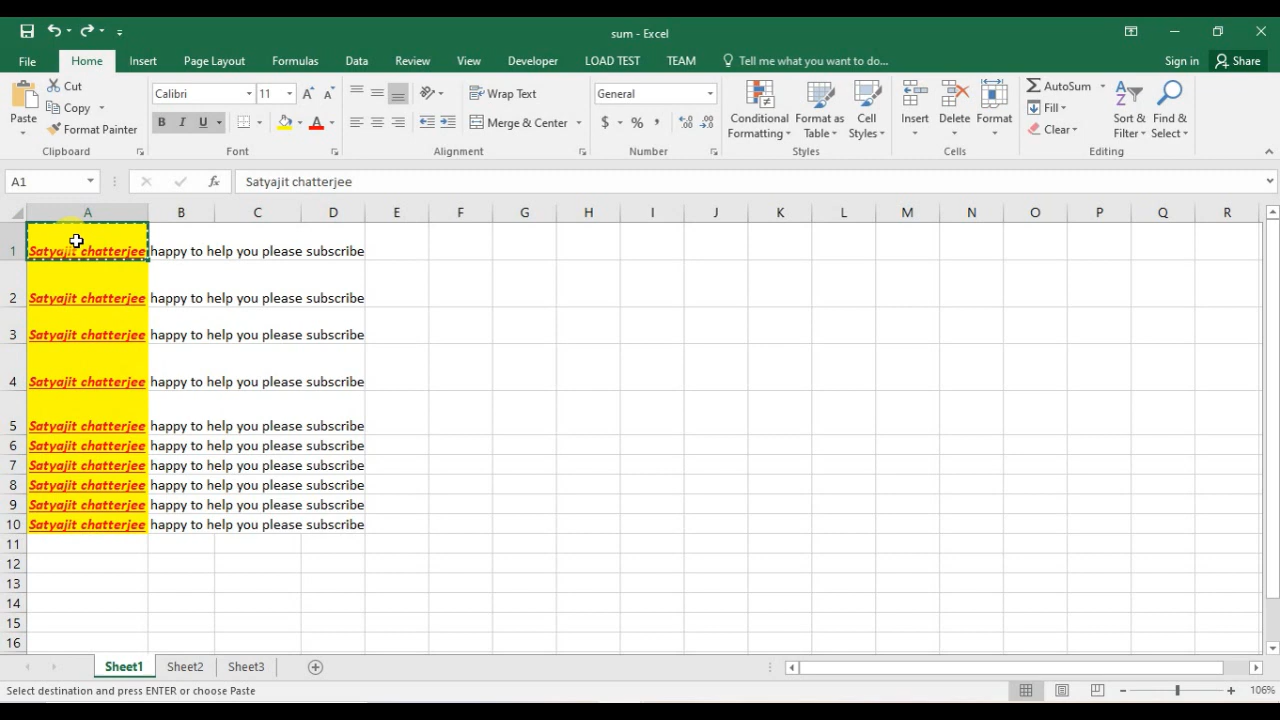 sum - Excel
File Home Insert Page Layout Formulas Data Review View Developer LOAD TEST TEAM Tell me what you want to do... Sign in Share
Cut
Copy
Format Painter
Paste
Clipboard
Calibri 11
B I U
Font
Wrap Text
Merge & Center
Alignment
General
$ %
Number
Conditional Formatting
Format as Table
Cell Styles
Styles
Insert Delete Format
Cells
AutoSum
Fill
Clear
Sort & Filter
Find & Select
Editing
A1 fx Satyajit chatterjee
A B C D E F G H I J K L M N O P Q R
1 Satyajit chatterjee happy to help you please subscribe
2 Satyajit chatterjee happy to help you please subscribe
3 Satyajit chatterjee happy to help you please subscribe
4 Satyajit chatterjee happy to help you please subscribe
5 Satyajit chatterjee happy to help you please subscribe
6 Satyajit chatterjee happy to help you please subscribe
7 Satyajit chatterjee happy to help you please subscribe
8 Satyajit chatterjee happy to help you please subscribe
9 Satyajit chatterjee happy to help you please subscribe
10 Satyajit chatterjee happy to help you please subscribe
11
12
13
14
15
16
Sheet1 Sheet2 Sheet3
Select destination and press ENTER or choose Paste 106%